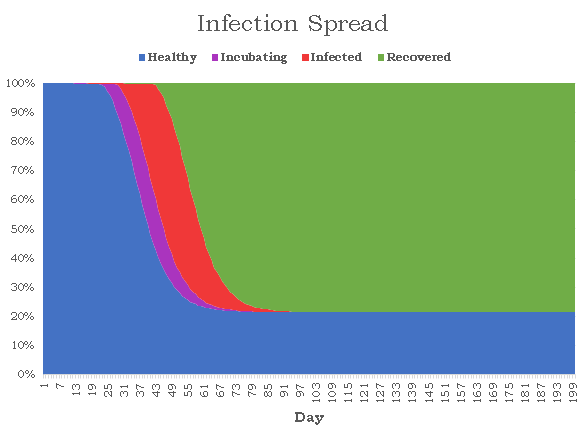 Infection Spread
Healthy Incubating Infected Recovered
100%
90%
80%
70%
60%
50%
40%
30%
20%
10%
0%
1 7 13 19 25 31 37 43 49 55 61 67 73 79 85 91 97 103 109 115 121 127 133 139 145 151 157 163 169 175 181 187 193 199
Day